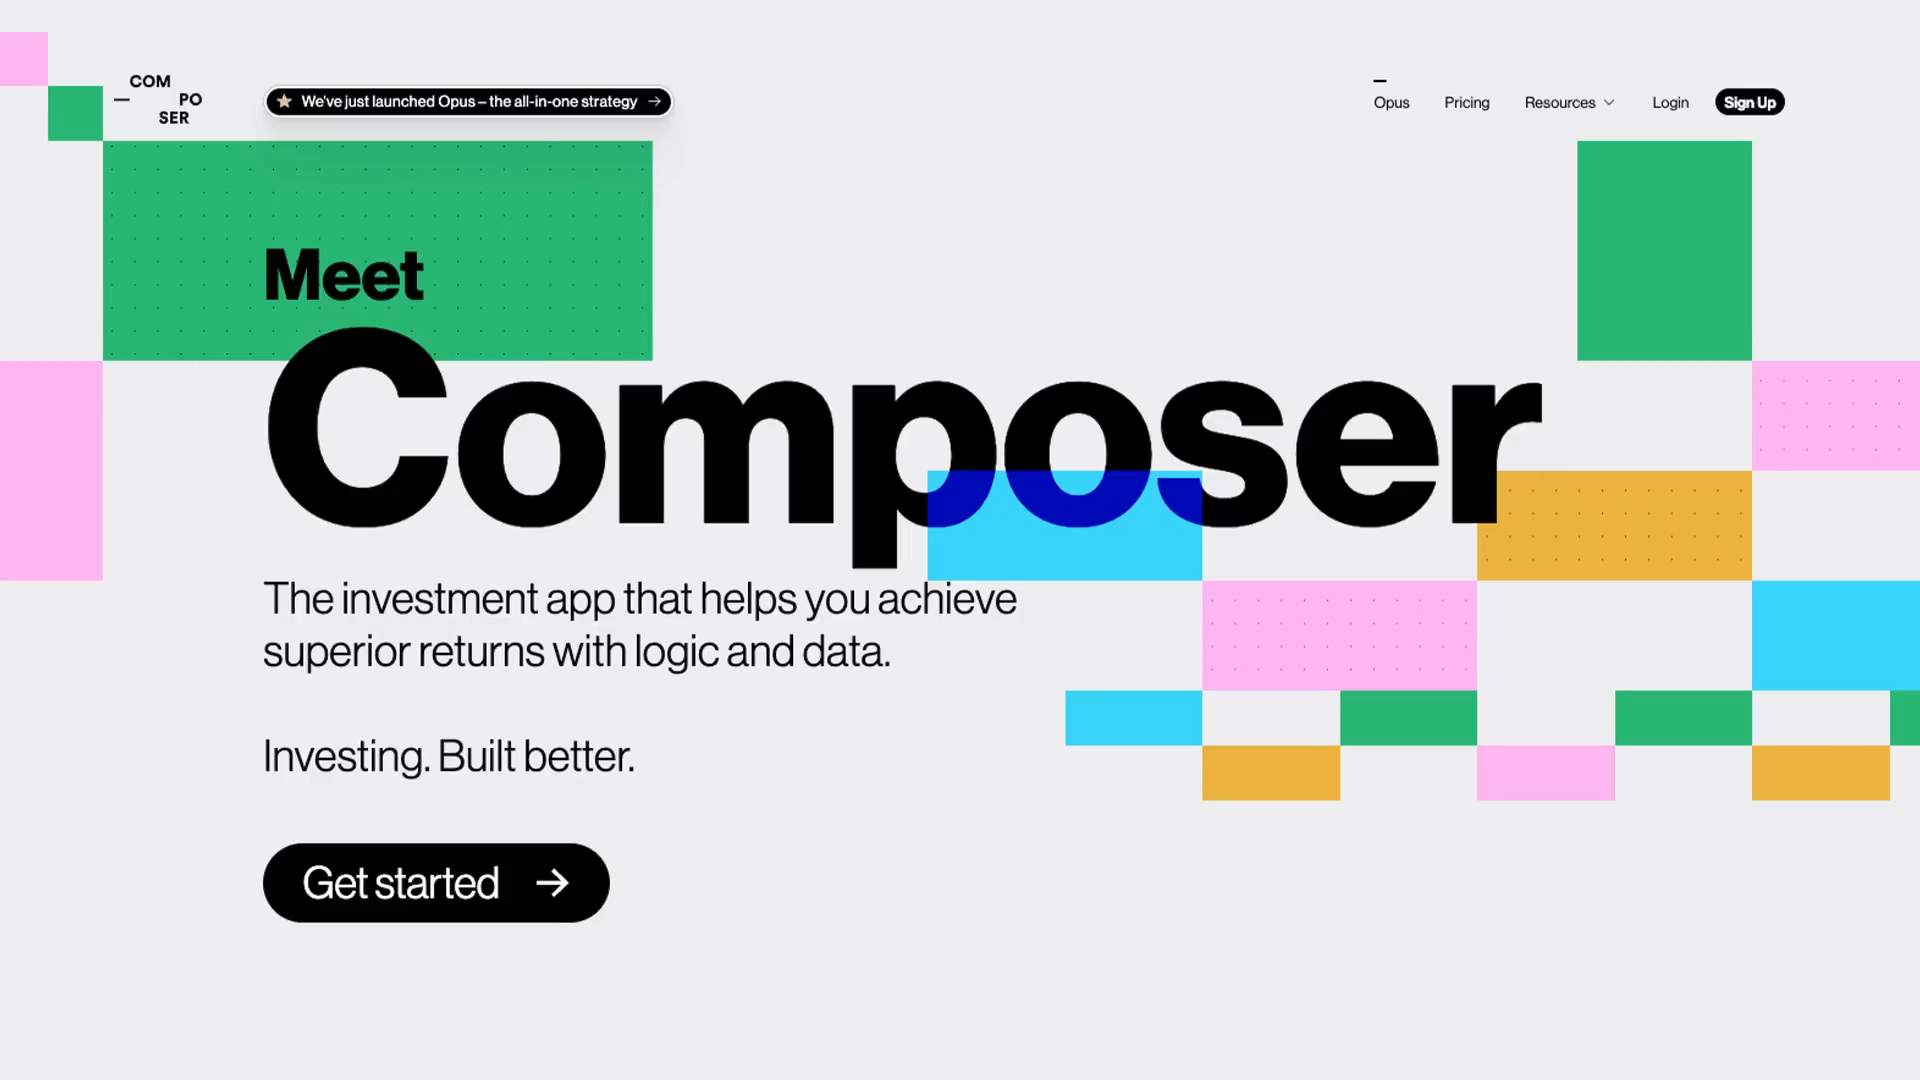 COM
PO
SER
We've just launched Opus – the all-in-one strategy
Opus
Pricing
Resources
Login
Sign Up
Meet
Composer
The investment app that helps you achieve
superior returns with logic and data.
Investing. Built better.
Get started